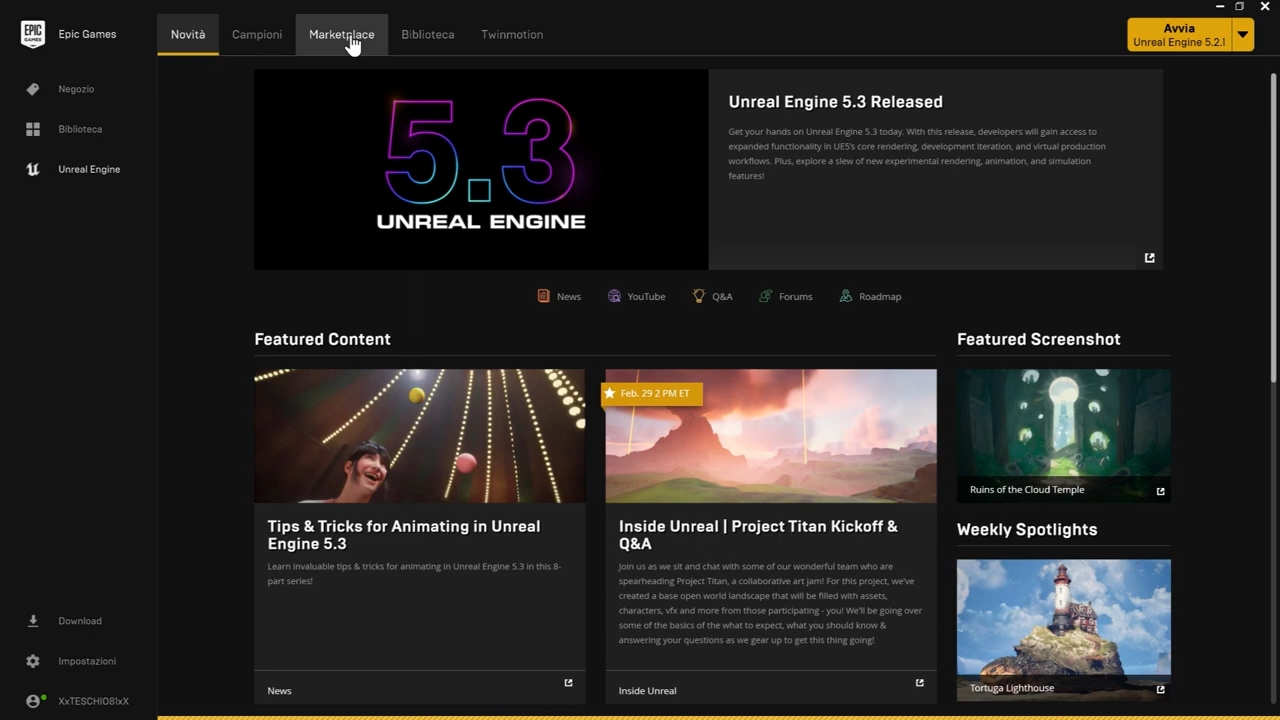 EPIC
GAMES
Epic Games
Novità
Campioni
Marketplace
Biblioteca
Twinmotion
Avvia
Unreal Engine 5.2.1
Negozio
Biblioteca
Unreal Engine
5.3
UNREAL ENGINE
Unreal Engine 5.3 Released
Get your hands on Unreal Engine 5.3 today. With this release, developers will gain access to
expanded functionality in UE5's core rendering, development iteration, and virtual production
workflows. Plus, explore a slew of new experimental rendering, animation, and simulation
features!
News
YouTube
Q&A
Forums
Roadmap
Featured Content
Tips & Tricks for Animating in Unreal
Engine 5.3
Learn invaluable tips & tricks for animating in Unreal Engine 5.3 in this 8-
part series!
News
Feb. 29 2 PM ET
Inside Unreal | Project Titan Kickoff &
Q&A
Join us as we sit and chat with some of our wonderful team who are
spearheading Project Titan, a collaborative art jam! For this project, we've
created a base open world landscape that will be filled with assets,
characters, vfx and more from those participating - you! We'll be going over
some of the basics of the what to expect, what you should know &
answering your questions as we gear up to get this thing going!
Inside Unreal
Featured Screenshot
Ruins of the Cloud Temple
Weekly Spotlights
Tortuga Lighthouse
Download
Impostazioni
XxTESCHIO81xX